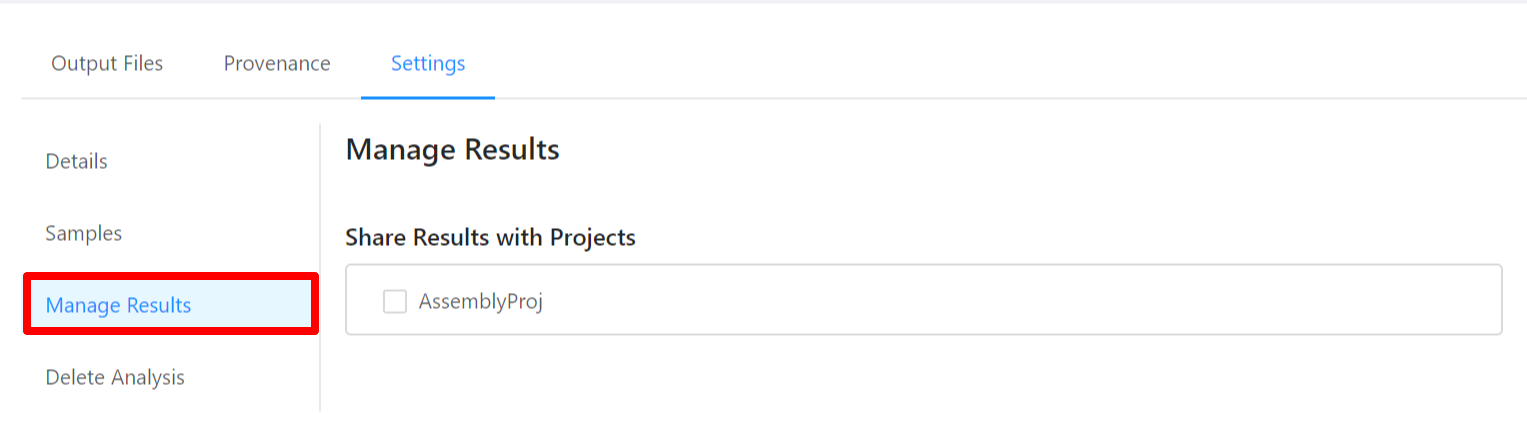 Output Files
Provenance
Settings
Details
Samples
Manage Results
Delete Analysis
Manage Results
Share Results with Projects
AssemblyProj